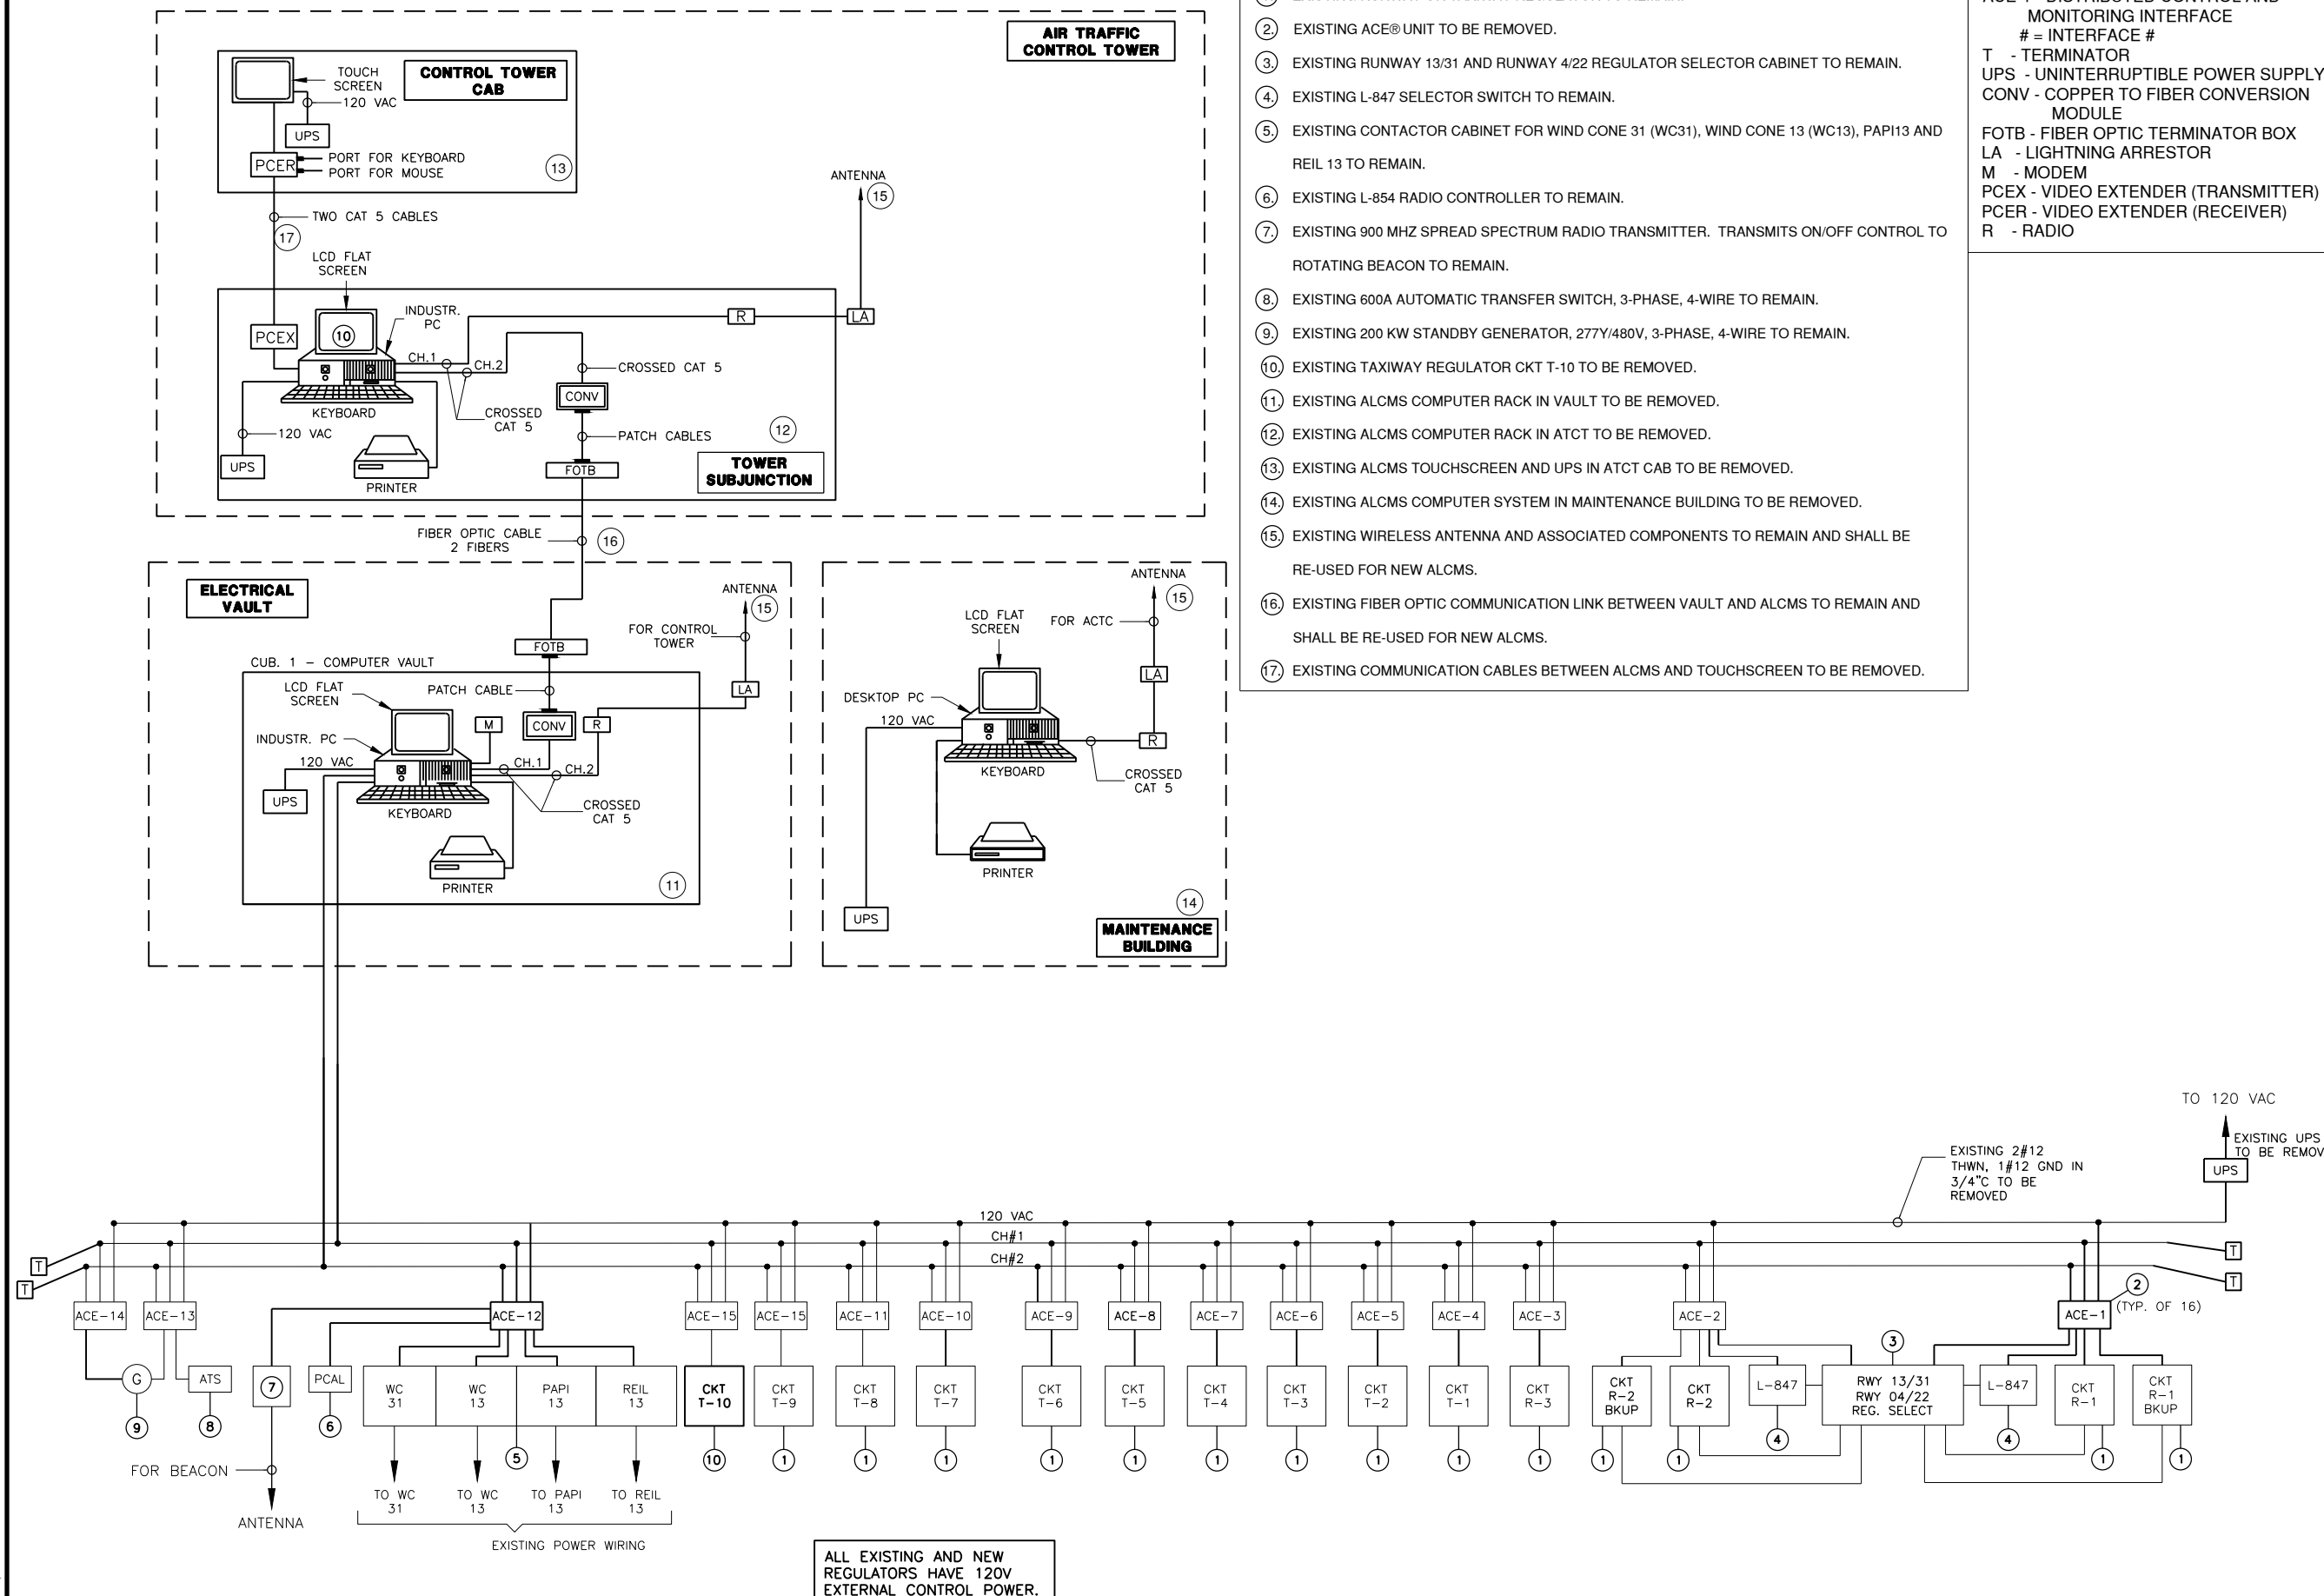 AIR TRAFFIC
CONTROL TOWER
CONTROL TOWER
CAB
TOUCH
SCREEN
120 VAC
UPS
PCER
PORT FOR KEYBOARD
PORT FOR MOUSE
13
TWO CAT 5 CABLES
17
ANTENNA
15
LCD FLAT
SCREEN
INDUSTR.
PC
PCEX
10
R
LA
CH.1
CH.2
CROSSED CAT 5
CONV
KEYBOARD
CROSSED
CAT 5
120 VAC
PATCH CABLES
12
UPS
FOTB
PRINTER
TOWER
SUBJUNCTION
FIBER OPTIC CABLE
2 FIBERS
16
ELECTRICAL
VAULT
ANTENNA
15
FOR CONTROL
TOWER
FOTB
CUB. 1 – COMPUTER VAULT
LCD FLAT
SCREEN
PATCH CABLE
LA
M
CONV
R
INDUSTR. PC
120 VAC
CH.1
CH.2
UPS
KEYBOARD
CROSSED
CAT 5
PRINTER
11
ANTENNA
15
LCD FLAT
SCREEN
FOR ACTC
LA
DESKTOP PC
120 VAC
R
KEYBOARD
CROSSED
CAT 5
PRINTER
14
UPS
MAINTENANCE
BUILDING
2. EXISTING ACE® UNIT TO BE REMOVED.
3. EXISTING RUNWAY 13/31 AND RUNWAY 4/22 REGULATOR SELECTOR CABINET TO REMAIN.
4. EXISTING L-847 SELECTOR SWITCH TO REMAIN.
5. EXISTING CONTACTOR CABINET FOR WIND CONE 31 (WC31), WIND CONE 13 (WC13), PAPI13 AND
REIL 13 TO REMAIN.
6. EXISTING L-854 RADIO CONTROLLER TO REMAIN.
7. EXISTING 900 MHZ SPREAD SPECTRUM RADIO TRANSMITTER. TRANSMITS ON/OFF CONTROL TO
ROTATING BEACON TO REMAIN.
8. EXISTING 600A AUTOMATIC TRANSFER SWITCH, 3-PHASE, 4-WIRE TO REMAIN.
9. EXISTING 200 KW STANDBY GENERATOR, 277Y/480V, 3-PHASE, 4-WIRE TO REMAIN.
10. EXISTING TAXIWAY REGULATOR CKT T-10 TO BE REMOVED.
11. EXISTING ALCMS COMPUTER RACK IN VAULT TO BE REMOVED.
12. EXISTING ALCMS COMPUTER RACK IN ATCT TO BE REMOVED.
13. EXISTING ALCMS TOUCHSCREEN AND UPS IN ATCT CAB TO BE REMOVED.
14. EXISTING ALCMS COMPUTER SYSTEM IN MAINTENANCE BUILDING TO BE REMOVED.
15. EXISTING WIRELESS ANTENNA AND ASSOCIATED COMPONENTS TO REMAIN AND SHALL BE
RE-USED FOR NEW ALCMS.
16. EXISTING FIBER OPTIC COMMUNICATION LINK BETWEEN VAULT AND ALCMS TO REMAIN AND
SHALL BE RE-USED FOR NEW ALCMS.
17. EXISTING COMMUNICATION CABLES BETWEEN ALCMS AND TOUCHSCREEN TO BE REMOVED.
MONITORING INTERFACE
# = INTERFACE #
T - TERMINATOR
UPS - UNINTERRUPTIBLE POWER SUPPLY
CONV - COPPER TO FIBER CONVERSION
MODULE
FOTB - FIBER OPTIC TERMINATOR BOX
LA - LIGHTNING ARRESTOR
M - MODEM
PCEX - VIDEO EXTENDER (TRANSMITTER)
PCER - VIDEO EXTENDER (RECEIVER)
R - RADIO
TO 120 VAC
EXISTING UPS
TO BE REMOV
UPS
EXISTING 2#12
THWN, 1#12 GND IN
3/4"C TO BE
REMOVED
120 VAC
CH#1
CH#2
T
T
T
T
ACE-14
ACE-13
ACE-12
ACE-15
ACE-15
ACE-11
ACE-10
ACE-9
ACE-8
ACE-7
ACE-6
ACE-5
ACE-4
ACE-3
ACE-2
ACE-1
2
(TYP. OF 16)
3
G
ATS
7
PCAL
WC
31
WC
13
PAPI
13
REIL
13
CKT
T-10
CKT
T-9
CKT
T-8
CKT
T-7
CKT
T-6
CKT
T-5
CKT
T-4
CKT
T-3
CKT
T-2
CKT
T-1
CKT
R-3
CKT
R-2
BKUP
CKT
R-2
L-847
RWY 13/31
RWY 04/22
REG. SELECT
L-847
CKT
R-1
CKT
R-1
BKUP
9
8
6
5
10
1
1
1
1
1
1
1
1
1
1
1
1
4
4
1
1
FOR BEACON
ANTENNA
TO WC
31
TO WC
13
TO PAPI
13
TO REIL
13
EXISTING POWER WIRING
ALL EXISTING AND NEW
REGULATORS HAVE 120V
EXTERNAL CONTROL POWER.